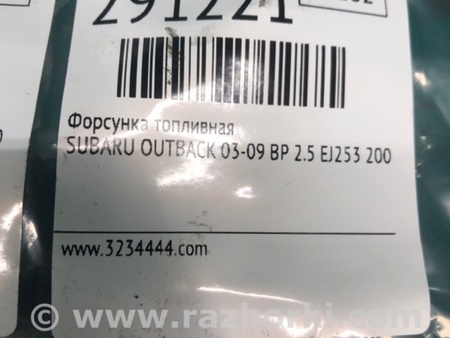 291221
Форсунка топливная
SUBARU OUTBACK 03-09 BP 2.5 EJ253 200
www.3234444.com
© www.razborki.com